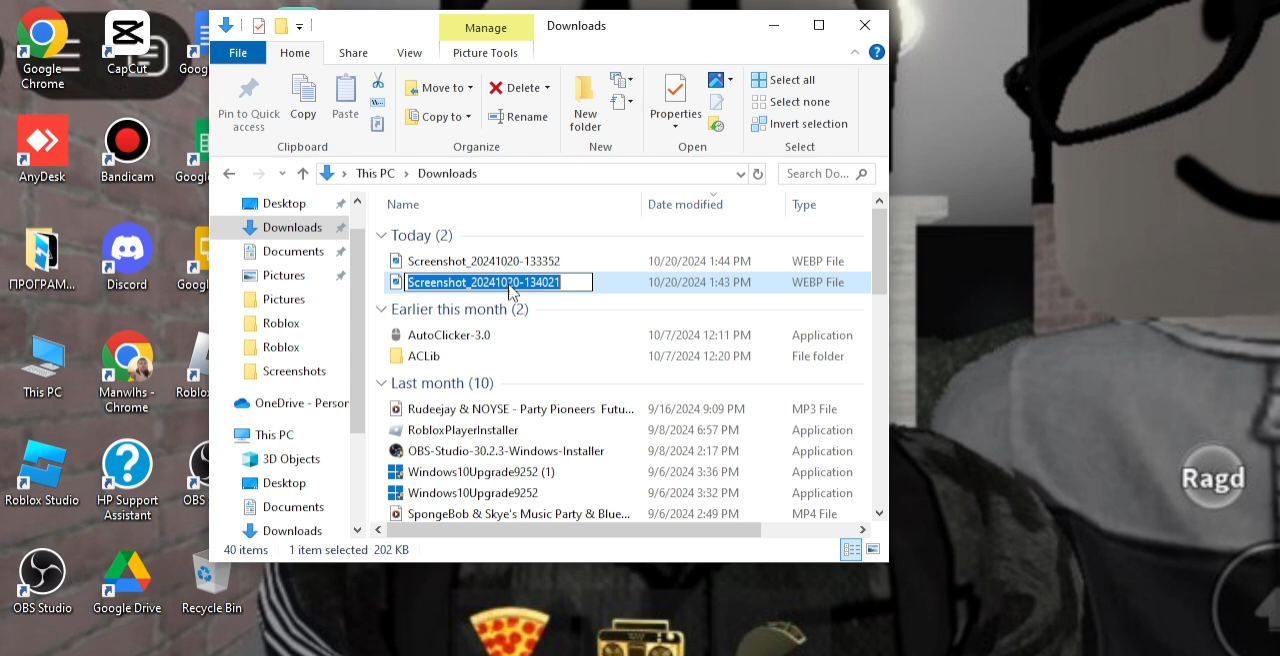 Manage
Downloads
File
Home
Share
View
Picture Tools
Pin to Quick
access
Copy
Paste
Clipboard
Move to
Copy to
Delete
Rename
Organize
New
folder
New
Properties
Open
Select all
Select none
Invert selection
Select
This PC
Downloads
Search Do...
Desktop
Downloads
Documents
Pictures
Pictures
Roblox
Roblox
Screenshots
OneDrive - Person
This PC
3D Objects
Desktop
Documents
Downloads
Name
Date modified
Type
Today (2)
Screenshot_20241020-133352 10/20/2024 1:44 PM WEBP File
Screenshot_20241020-134021 10/20/2024 1:43 PM WEBP File
Earlier this month (2)
AutoClicker-3.0 10/7/2024 12:11 PM Application
ACLib 10/7/2024 12:20 PM File folder
Last month (10)
Rudeejay & NOYSE - Party Pioneers Futu... 9/16/2024 9:09 PM MP3 File
RobloxPlayerInstaller 9/8/2024 6:57 PM Application
OBS-Studio-30.2.3-Windows-Installer 9/8/2024 2:17 PM Application
Windows10Upgrade9252 (1) 9/6/2024 3:36 PM Application
Windows10Upgrade9252 9/6/2024 3:32 PM Application
SpongeBob & Skye's Music Party & Blue... 9/6/2024 2:49 PM MP4 File
40 items 1 item selected 202 KB
Google
Chrome
CapCut
Goog
AnyDesk
Bandicam
Google
ПРОГРАМ...
Discord
Google
This PC
Manwlhs -
Chrome
Roblox
Roblox Studio
HP Support
Assistant
OBS
OBS Studio
Google Drive
Recycle Bin
Ragd